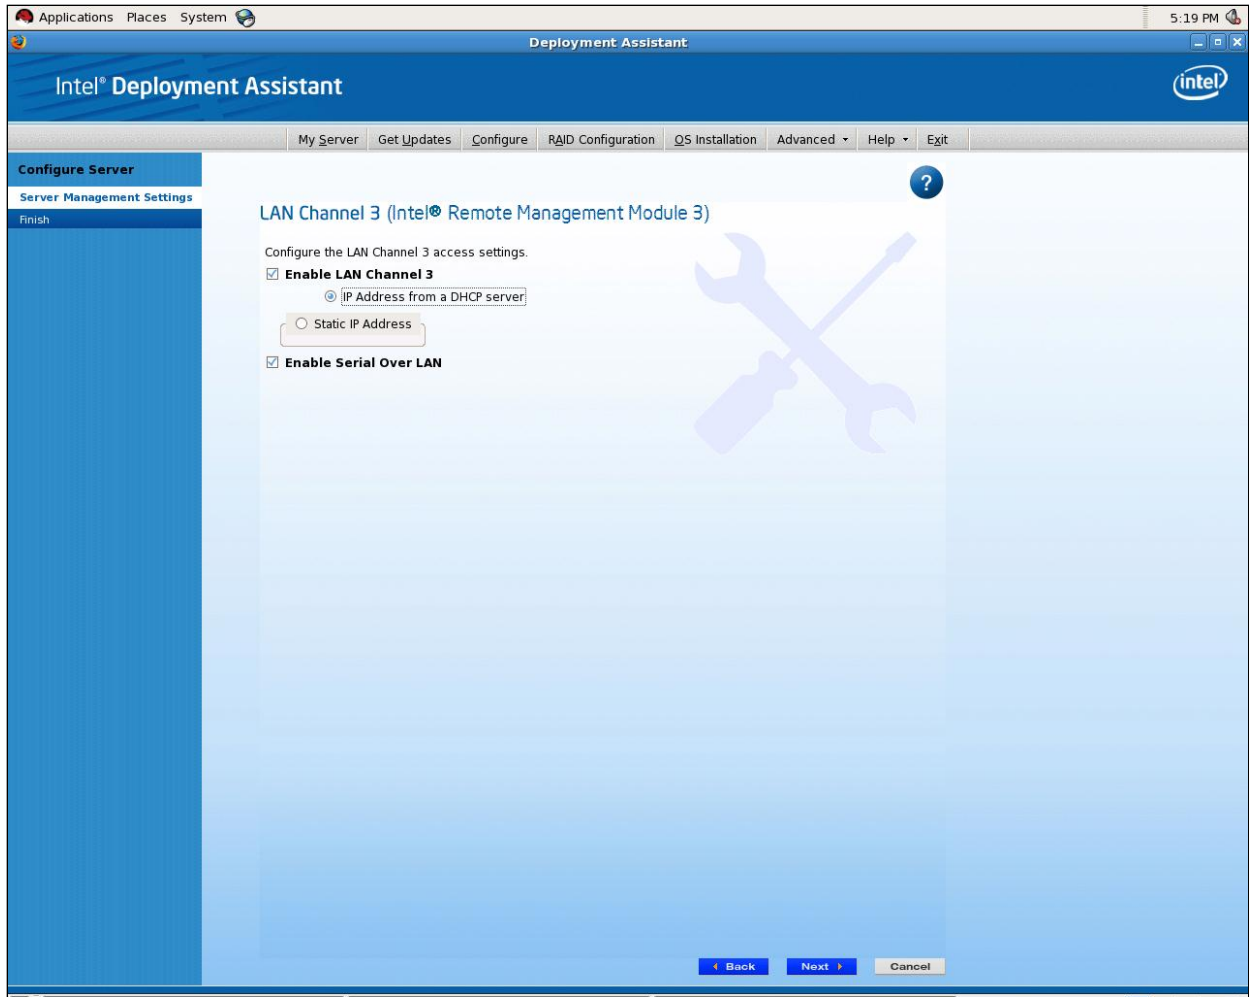 Applications Places System 5:19 PM
Deployment Assistant
Intel® Deployment Assistant
intel
My Server Get Updates Configure RAID Configuration OS Installation Advanced Help Exit
Configure Server
Server Management Settings
Finish
?
LAN Channel 3 (Intel® Remote Management Module 3)
Configure the LAN Channel 3 access settings.
Enable LAN Channel 3
IP Address from a DHCP server
Static IP Address
Enable Serial Over LAN
Back Next Cancel